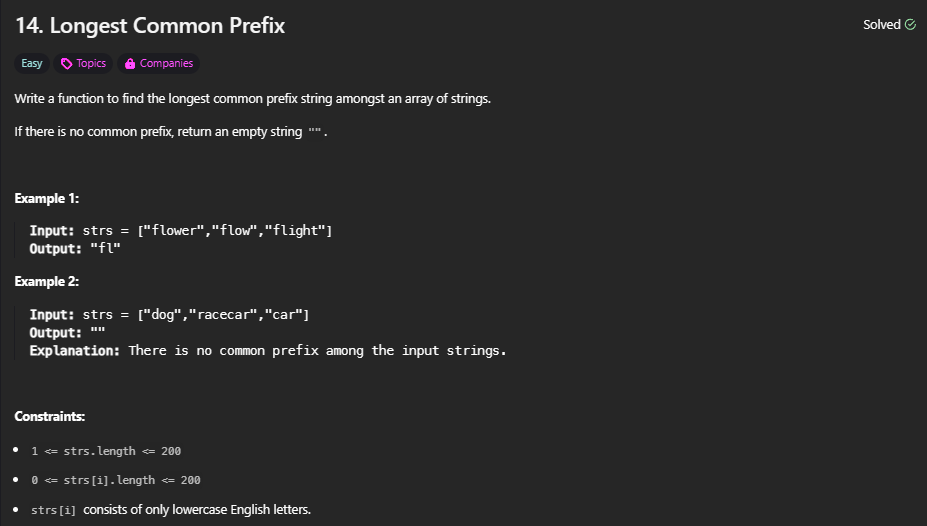 14. Longest Common Prefix
Solved
Easy Topics Companies
Write a function to find the longest common prefix string amongst an array of strings.
If there is no common prefix, return an empty string "".
Example 1:
Input: strs = ["flower","flow","flight"]
Output: "fl"
Example 2:
Input: strs = ["dog","racecar","car"]
Output: ""
Explanation: There is no common prefix among the input strings.
Constraints:
• 1 <= strs.length <= 200
• 0 <= strs[i].length <= 200
• strs[i] consists of only lowercase English letters.